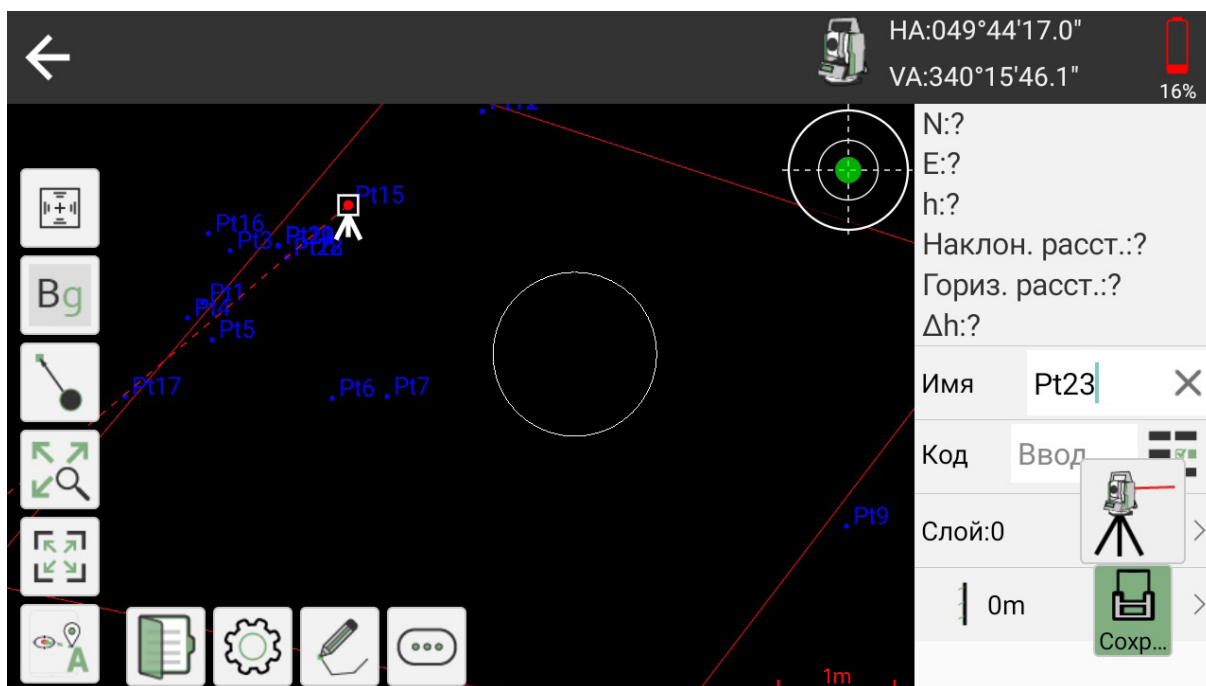 HA:049°44'17.0"
VA:340°15'46.1"
16%
N:?
E:?
h:?
Наклон. расст.:?
Гориз. расст.:?
Δh:?
Имя Pt23
Код Ввод
Слой:0
0m
Сохр...
Pt12
Pt15
Pt16
Pt3
Pt1
Pt4
Pt5
Pt17
Pt6
Pt7
Pt9
Bg
A
1m